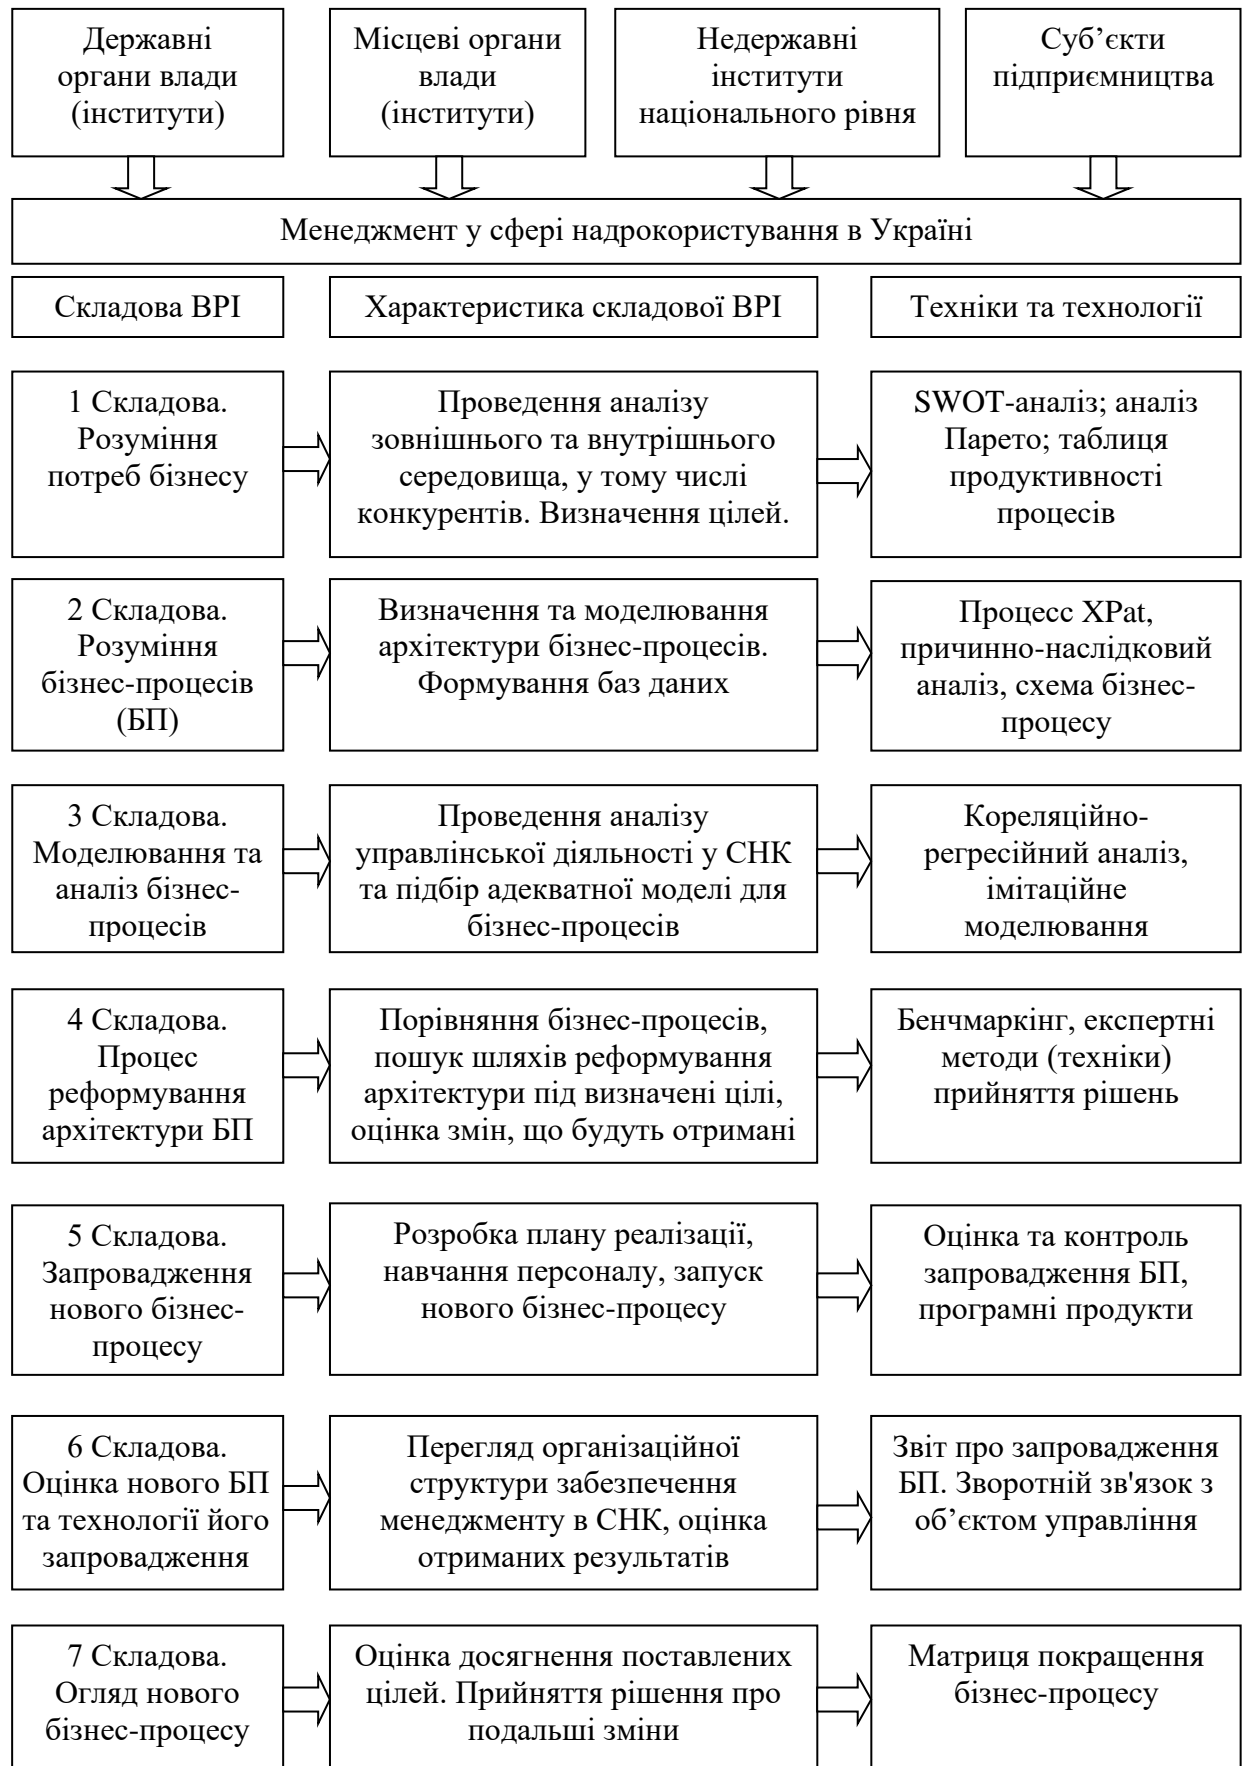 Державні
органи влади
(інститути)
Місцеві органи
влади
(інститути)
Недержавні
інститути
національного рівня
Суб’єкти
підприємництва
Менеджмент у сфері надрокористування в Україні
Складова BPI
Характеристика складової BPI
Техніки та технології
1 Складова.
Розуміння
потреб бізнесу
Проведення аналізу
зовнішнього та внутрішнього
середовища, у тому числі
конкурентів. Визначення цілей.
SWOT-аналіз; аналіз
Парето; таблиця
продуктивності
процесів
2 Складова.
Розуміння
бізнес-процесів
(БП)
Визначення та моделювання
архітектури бізнес-процесів.
Формування баз даних
Процесс XPat,
причинно-наслідковий
аналіз, схема бізнес-
процесу
3 Складова.
Моделювання та
аналіз бізнес-
процесів
Проведення аналізу
управлінської діяльності у СНК
та підбір адекватної моделі для
бізнес-процесів
Кореляційно-
регресійний аналіз,
імітаційне
моделювання
4 Складова.
Процес
реформування
архітектури БП
Порівняння бізнес-процесів,
пошук шляхів реформування
архітектури під визначені цілі,
оцінка змін, що будуть отримані
Бенчмаркінг, експертні
методи (техніки)
прийняття рішень
5 Складова.
Запровадження
нового бізнес-
процесу
Розробка плану реалізації,
навчання персоналу, запуск
нового бізнес-процесу
Оцінка та контроль
запровадження БП,
програмні продукти
6 Складова.
Оцінка нового БП
та технології його
запровадження
Перегляд організаційної
структури забезпечення
менеджменту в СНК, оцінка
отриманих результатів
Звіт про запровадження
БП. Зворотній зв'язок з
об’єктом управління
7 Складова.
Огляд нового
бізнес-процесу
Оцінка досягнення поставлених
цілей. Прийняття рішення про
подальші зміни
Матриця покращення
бізнес-процесу